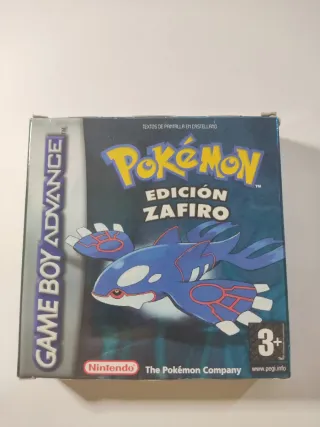 TEXTOS DE PANTALLA EN CASTELLANO
POKÉMON
™
EDICIÓN
ZAFIRO
GAME BOY ADVANCE
Nintendo
The Pokémon Company
3+
www.pegi.info